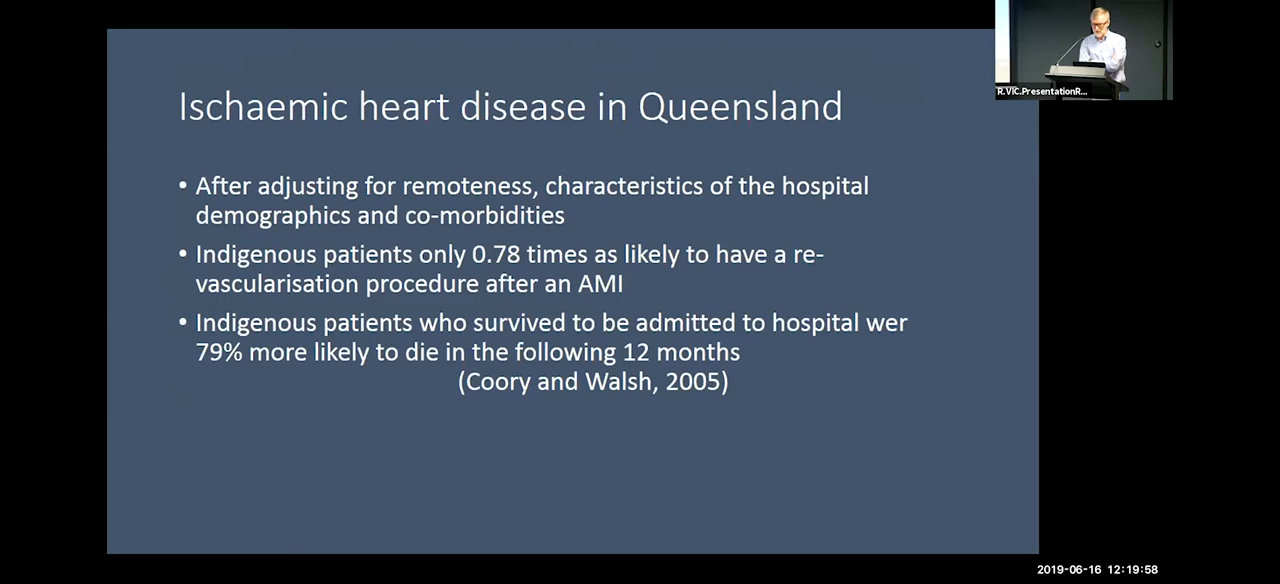 Ischaemic heart disease in Queensland
• After adjusting for remoteness, characteristics of the hospital
demographics and co-morbidities
• Indigenous patients only 0.78 times as likely to have a re-
vascularisation procedure after an AMI
• Indigenous patients who survived to be admitted to hospital wer
79% more likely to die in the following 12 months
(Coory and Walsh, 2005)
R.VIC.PresentationR...
2019-06-16 12:19:58